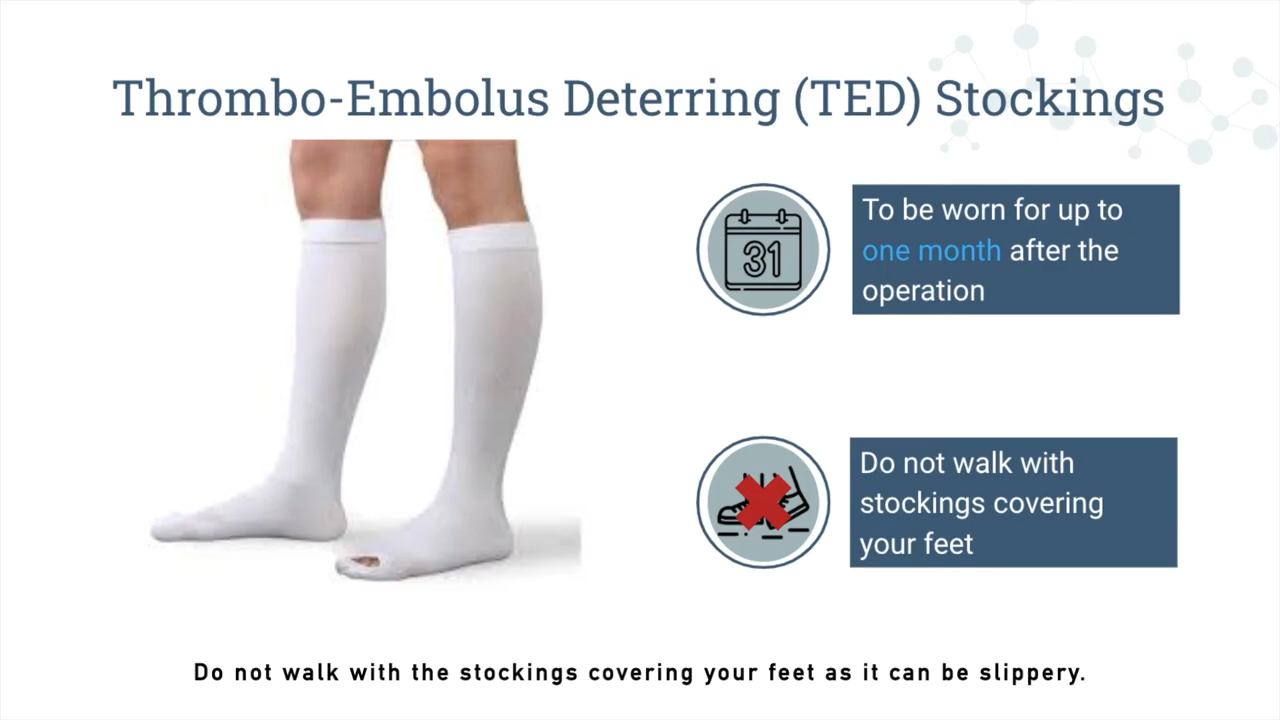 Thrombo-Embolus Deterring (TED) Stockings
31
To be worn for up to
one month after the
operation
Do not walk with
stockings covering
your feet
Do not walk with the stockings covering your feet as it can be slippery.